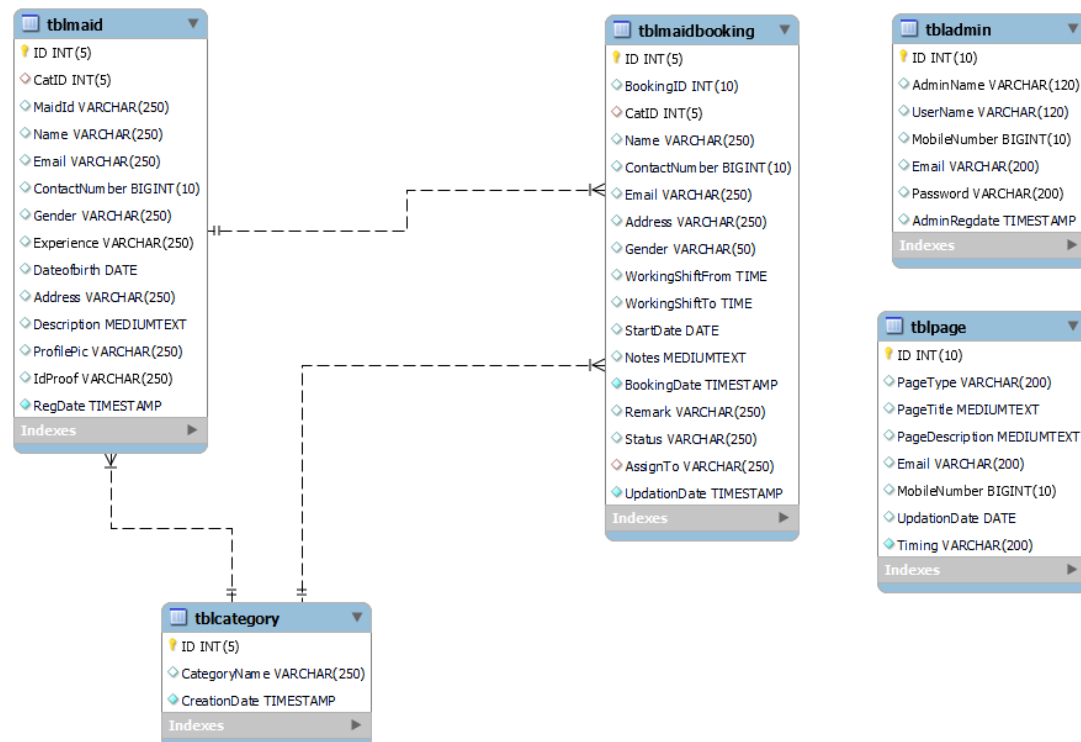 tblmaid
ID INT(5)
CatID INT(5)
MaidId VARCHAR(250)
Name VARCHAR(250)
Email VARCHAR(250)
ContactNumber BIGINT(10)
Gender VARCHAR(250)
Experience VARCHAR(250)
Dateofbirth DATE
Address VARCHAR(250)
Description MEDIUMTEXT
ProfilePic VARCHAR(250)
IdProof VARCHAR(250)
RegDate TIMESTAMP
Indexes
tblmaidbooking
ID INT(5)
BookingID INT(10)
CatID INT(5)
Name VARCHAR(250)
ContactNumber BIGINT(10)
Email VARCHAR(250)
Address VARCHAR(250)
Gender VARCHAR(50)
WorkingShiftFrom TIME
WorkingShiftTo TIME
StartDate DATE
Notes MEDIUMTEXT
BookingDate TIMESTAMP
Remark VARCHAR(250)
Status VARCHAR(250)
AssignTo VARCHAR(250)
UpdationDate TIMESTAMP
Indexes
tbladmin
ID INT(10)
AdminName VARCHAR(120)
UserName VARCHAR(120)
MobileNumber BIGINT(10)
Email VARCHAR(200)
Password VARCHAR(200)
AdminRegdate TIMESTAMP
Indexes
tblpage
ID INT(10)
PageType VARCHAR(200)
PageTitle MEDIUMTEXT
PageDescription MEDIUMTEXT
Email VARCHAR(200)
MobileNumber BIGINT(10)
UpdationDate DATE
Timing VARCHAR(200)
Indexes
tblcategory
ID INT(5)
CategoryName VARCHAR(250)
CreationDate TIMESTAMP
Indexes